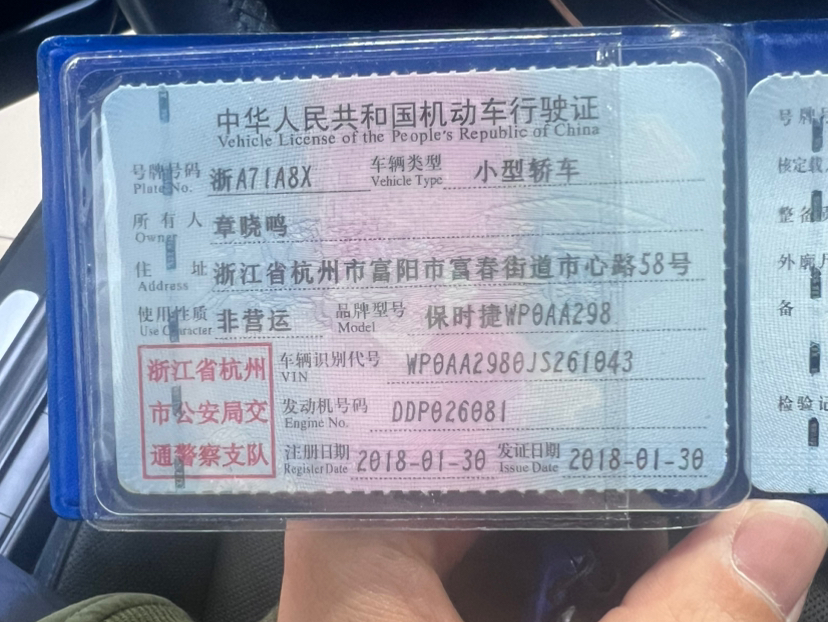 中华人民共和国机动车行驶证
Vehicle License of the People's Republic of China
号牌号码 浙A71A8X 车辆类型 小型轿车
Plate No. Vehicle Type
所有人 章晓鸣
Owner
住址 浙江省杭州市富阳市富春街道市心路58号
Address
使用性质 非营运 品牌型号 保时捷WP0AA298
Use Character Model
浙江省杭州
市公安局交
通警察支队
车辆识别代号 WP0AA2980JS261043
VIN
发动机号码 DDP026081
Engine No.
注册日期 2018-01-30 发证日期 2018-01-30
Register Date Issue Date
号牌
核定载
整备
外廓
备
检验记